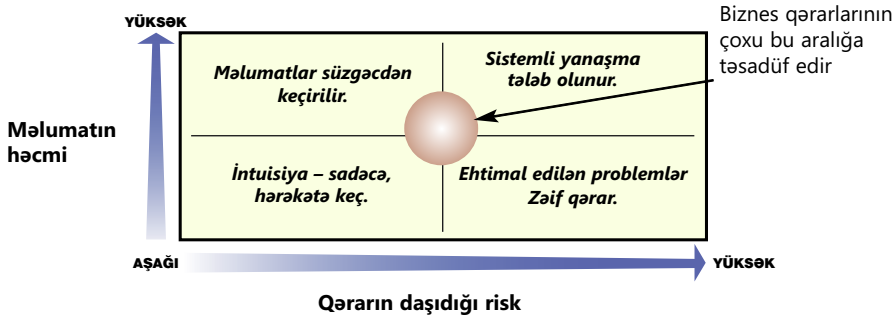 Biznes qərarlarının
çoxu bu aralığa
təsadüf edir
YÜKSƏK
Məlumatlar süzgəcdən
keçirilir.
Sistemli yanaşma
tələb olunur.
Məlumatın
həcmi
İntuisiya – sadəcə,
hərəkətə keç.
Ehtimal edilən problemlər
Zəif qərar.
AŞAĞI
YÜKSƏK
Qərarın daşıdığı risk